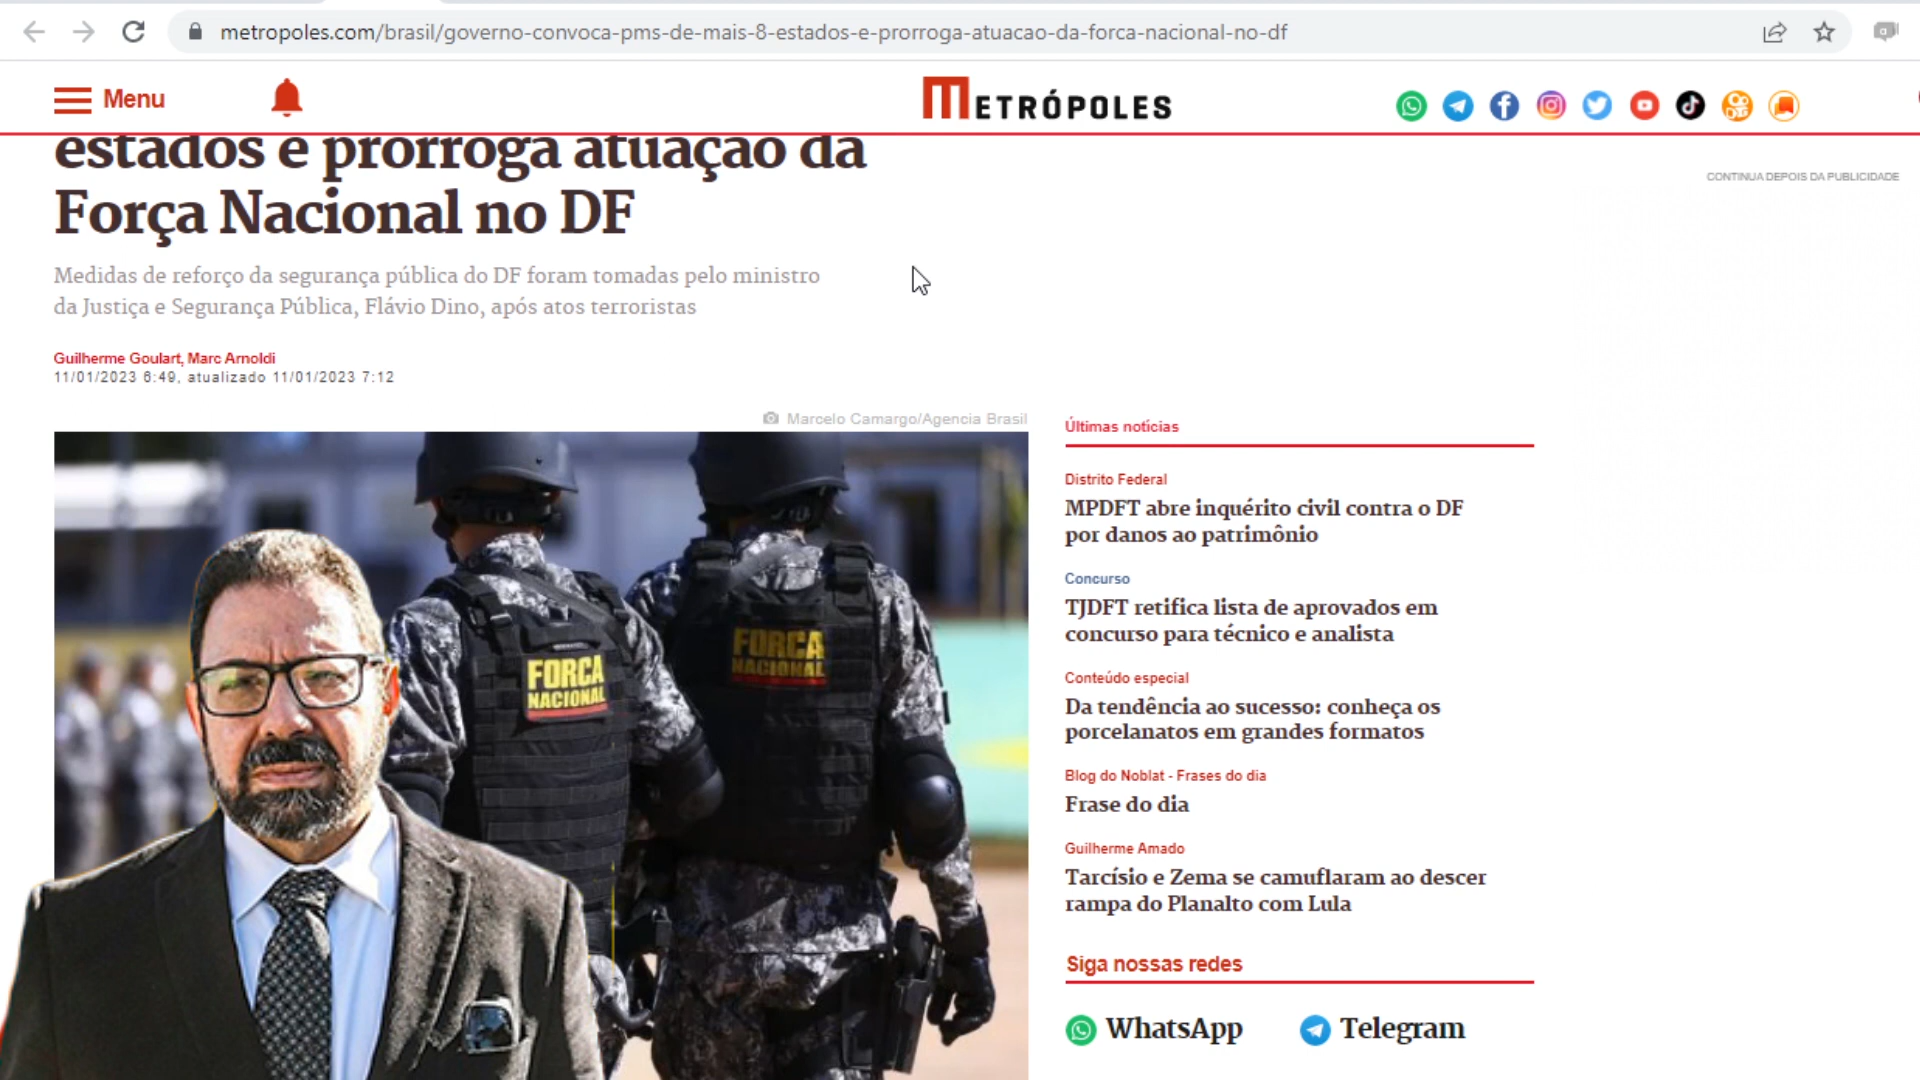 metropoles.com/brasil/governo-convoca-pms-de-mais-8-estados-e-prorroga-atuacao-da-forca-nacional-no-df
Menu
METRÓPOLES
estados e prorroga atuação da
Força Nacional no DF
CONTINUA DEPOIS DA PUBLICIDADE
Medidas de reforço da segurança pública do DF foram tomadas pelo ministro
da Justiça e Segurança Pública, Flávio Dino, após atos terroristas
Guilherme Goulart, Marc Arnoldi
11/01/2023 6:49, atualizado 11/01/2023 7:12
Marcelo Camargo/Agencia Brasil
FORÇA
NACIONAL
FORÇA
NACIONAL
Últimas notícias
Distrito Federal
MPDFT abre inquérito civil contra o DF
por danos ao patrimônio
Concurso
TJDFT retifica lista de aprovados em
concurso para técnico e analista
Conteúdo especial
Da tendência ao sucesso: conheça os
porcelanatos em grandes formatos
Blog do Noblat - Frases do dia
Frase do dia
Guilherme Amado
Tarcísio e Zema se camuflaram ao descer
rampa do Planalto com Lula
Siga nossas redes
WhatsApp
Telegram